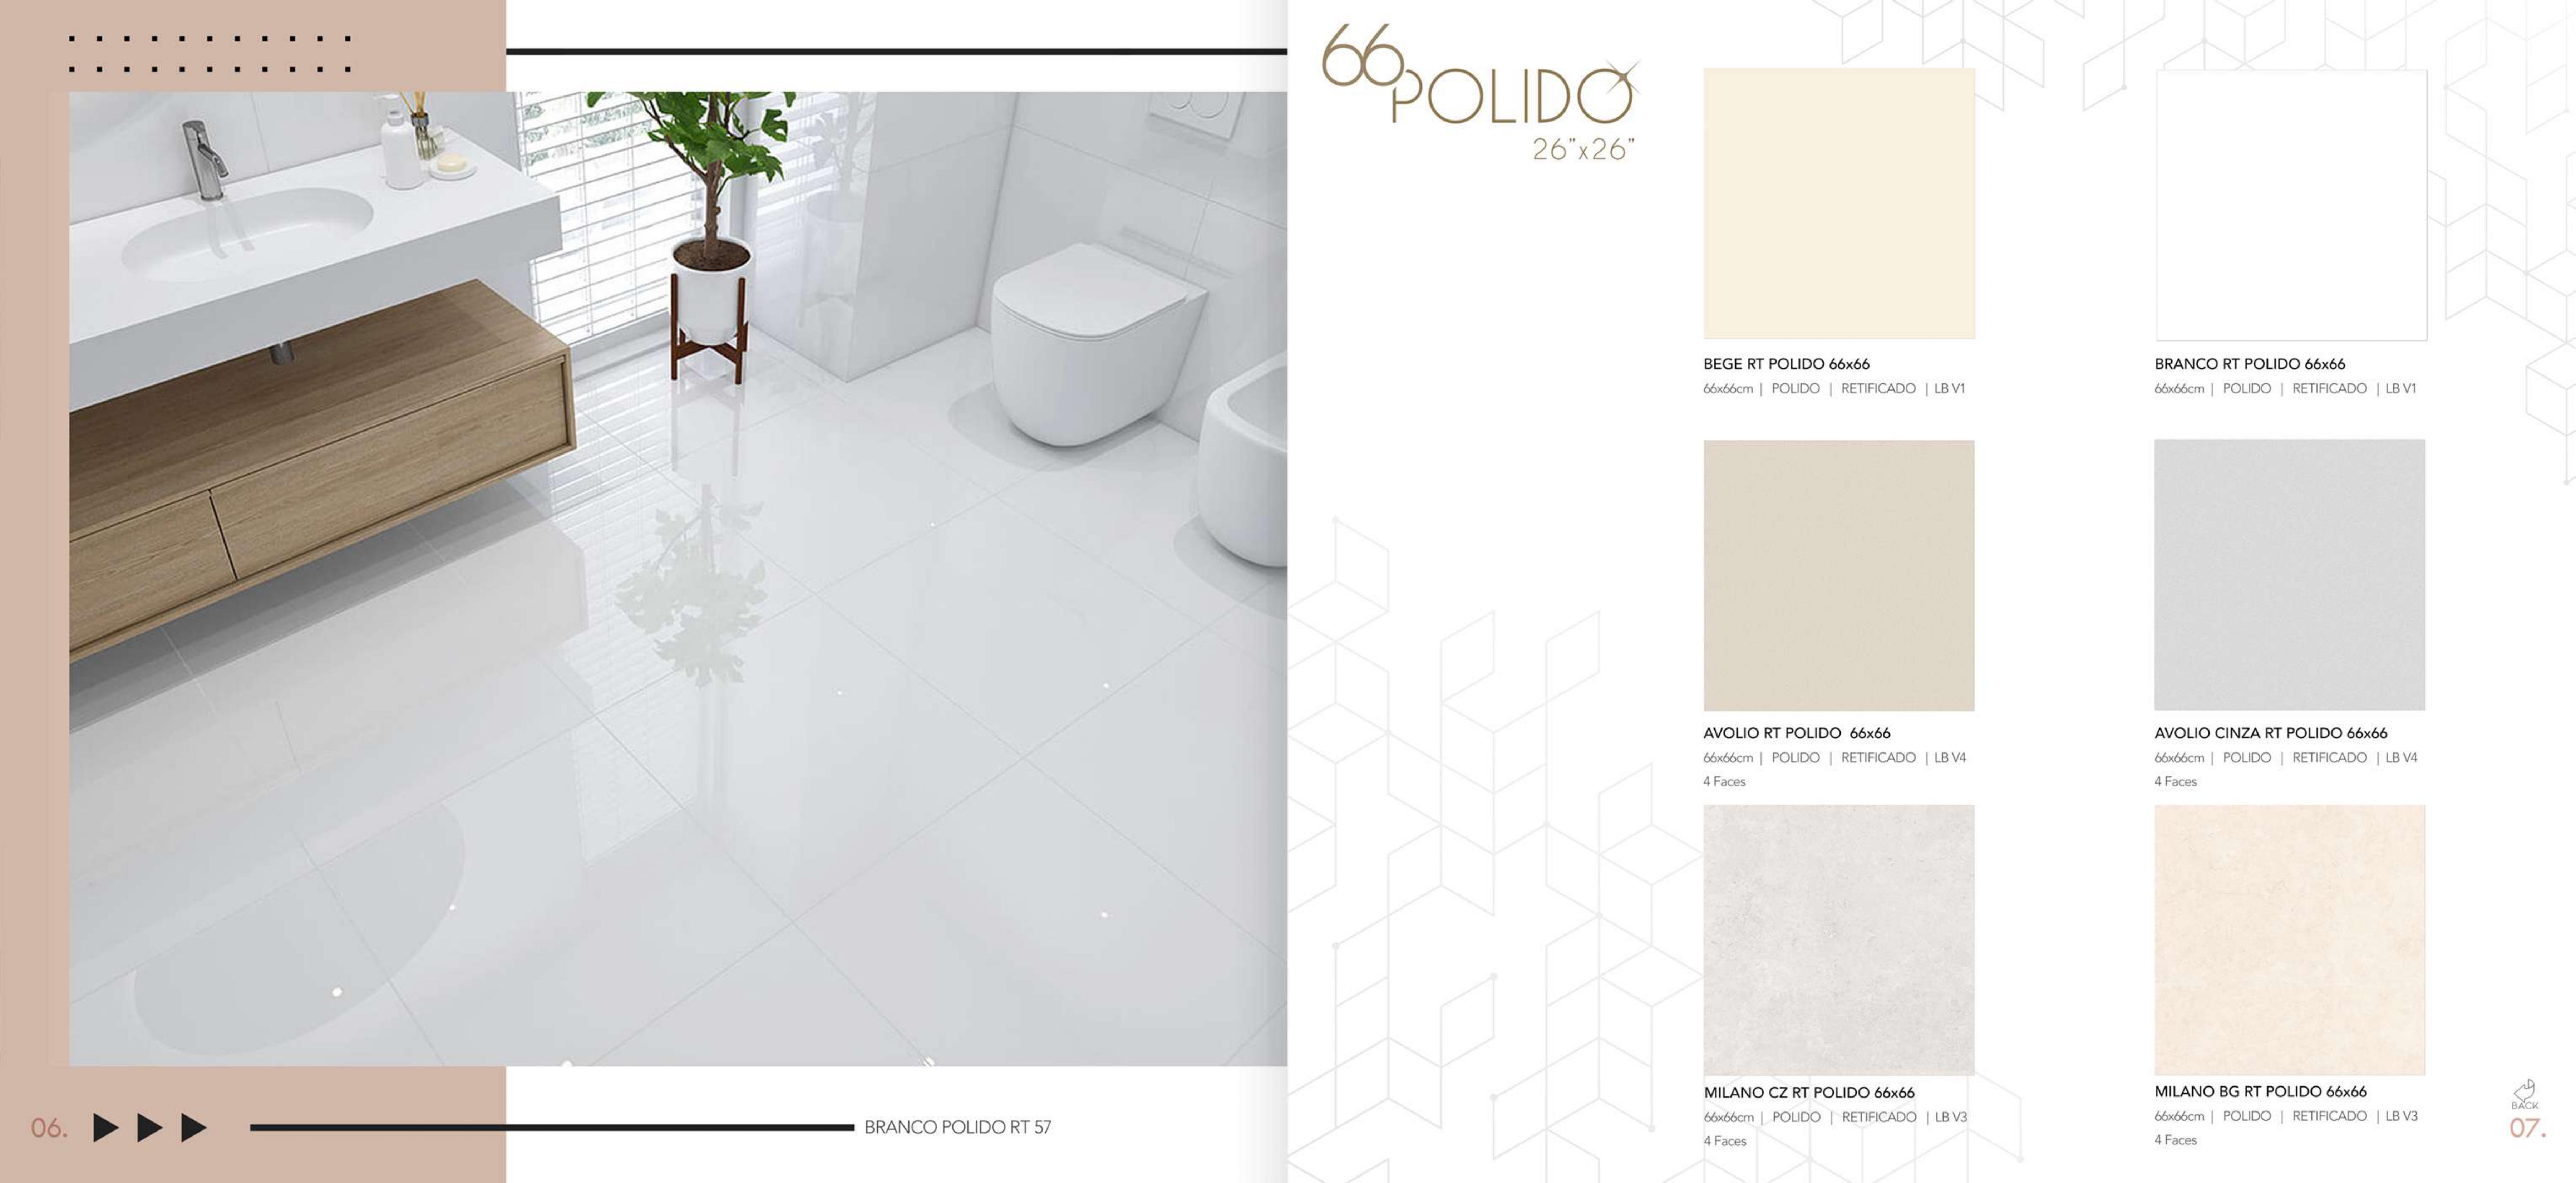 06.
BRANCO POLIDO RT 57
66
POLIDO
26”x26”
BEGE RT POLIDO 66x66
66x66cm | POLIDO | RETIFICADO | LB V1
BRANCO RT POLIDO 66x66
66x66cm | POLIDO | RETIFICADO | LB V1
AVOLIO RT POLIDO 66x66
66x66cm | POLIDO | RETIFICADO | LB V4
4 Faces
AVOLIO CINZA RT POLIDO 66x66
66x66cm | POLIDO | RETIFICADO | LB V4
4 Faces
MILANO CZ RT POLIDO 66x66
66x66cm | POLIDO | RETIFICADO | LB V3
4 Faces
MILANO BG RT POLIDO 66x66
66x66cm | POLIDO | RETIFICADO | LB V3
4 Faces
BACK
07.